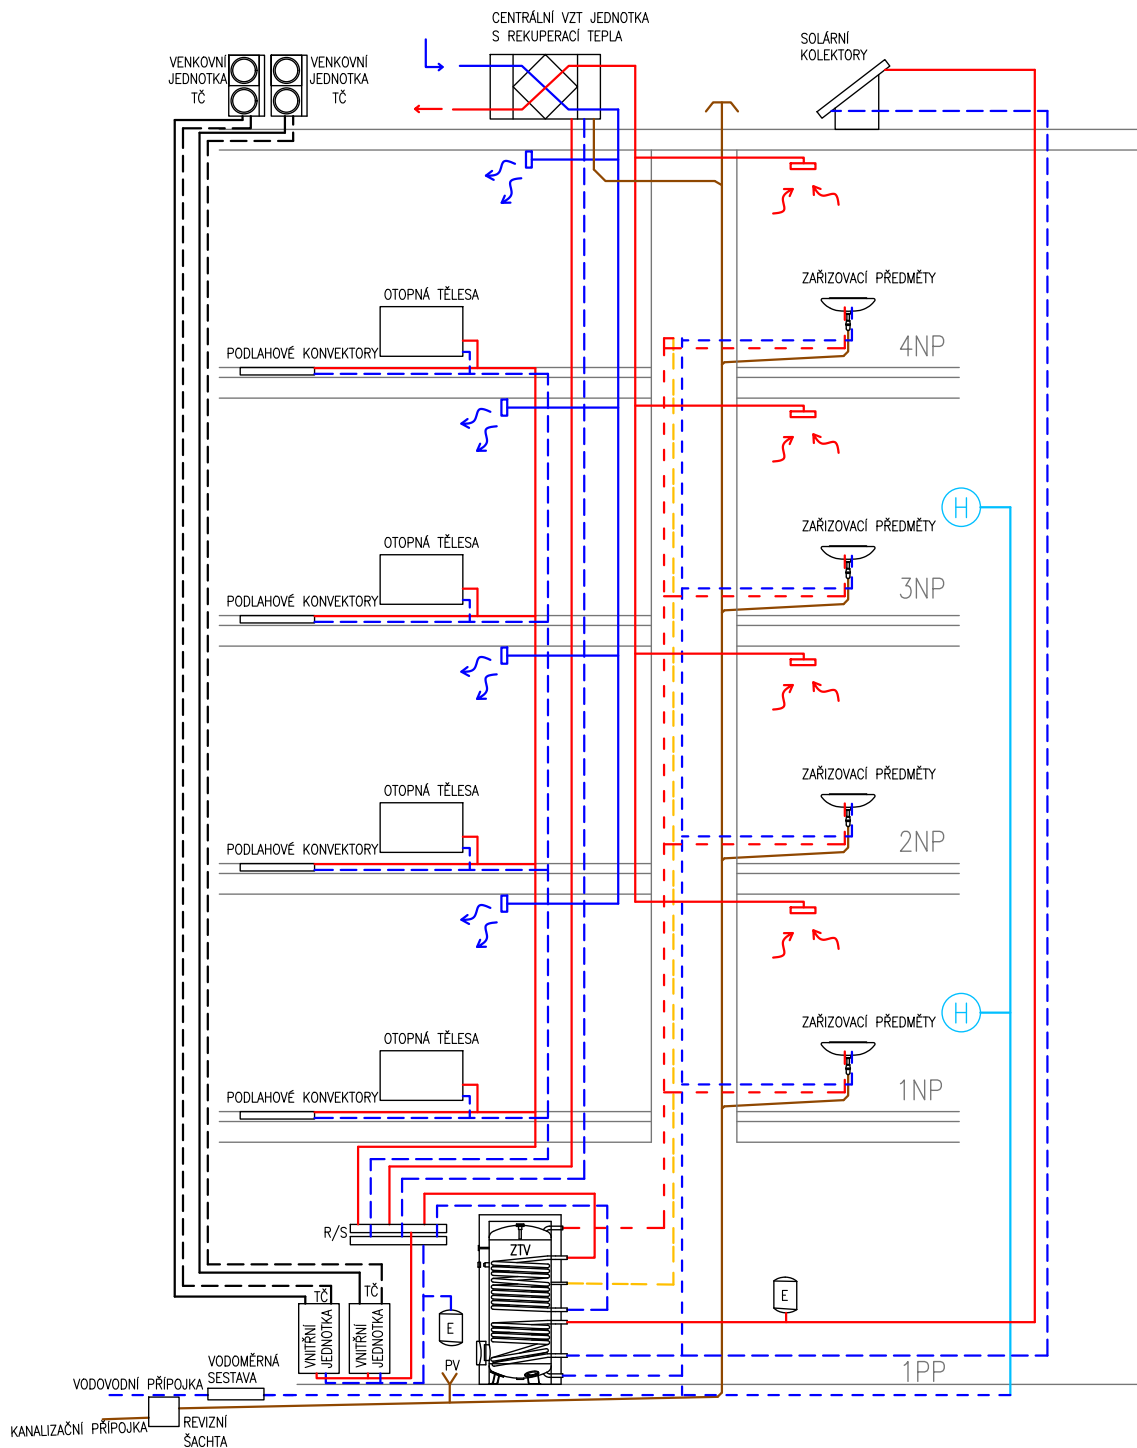 CENTRÁLNÍ VZT JEDNOTKA
S REKUPERACÍ TEPLA
SOLÁRNÍ
KOLEKTORY
VENKOVNÍ
JEDNOTKA
TČ
VENKOVNÍ
JEDNOTKA
TČ
OTOPNÁ TĚLESA
ZAŘIZOVACÍ PŘEDMĚTY
PODLAHOVÉ KONVEKTORY
4NP
H
OTOPNÁ TĚLESA
ZAŘIZOVACÍ PŘEDMĚTY
PODLAHOVÉ KONVEKTORY
3NP
OTOPNÁ TĚLESA
ZAŘIZOVACÍ PŘEDMĚTY
PODLAHOVÉ KONVEKTORY
2NP
H
OTOPNÁ TĚLESA
ZAŘIZOVACÍ PŘEDMĚTY
PODLAHOVÉ KONVEKTORY
1NP
R/S
ZTV
TČ
VNITŘNÍ
JEDNOTKA
TČ
VNITŘNÍ
JEDNOTKA
E
E
PV
1PP
VODOMĚRNÁ
SESTAVA
VODOVODNÍ PŘÍPOJKA
KANALIZAČNÍ PŘÍPOJKA
REVIZNÍ
ŠACHTA